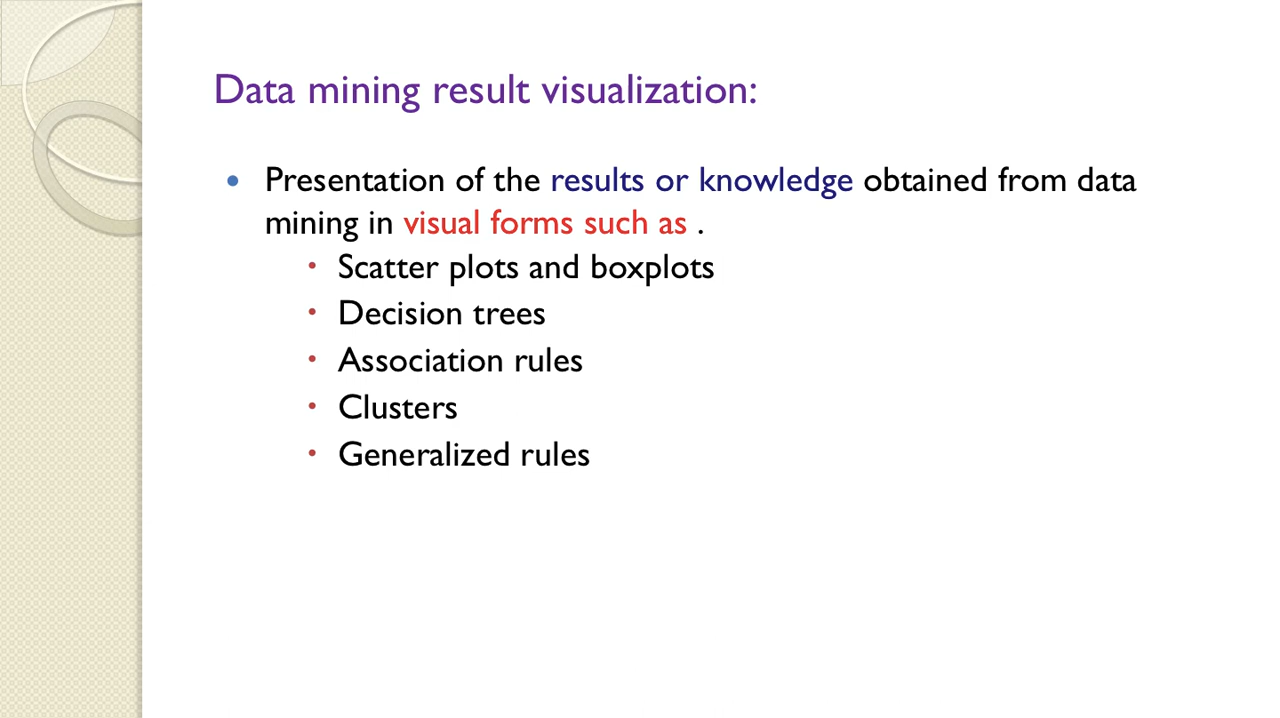 Data mining result visualization:
• Presentation of the results or knowledge obtained from data
mining in visual forms such as .
• Scatter plots and boxplots
• Decision trees
• Association rules
• Clusters
• Generalized rules